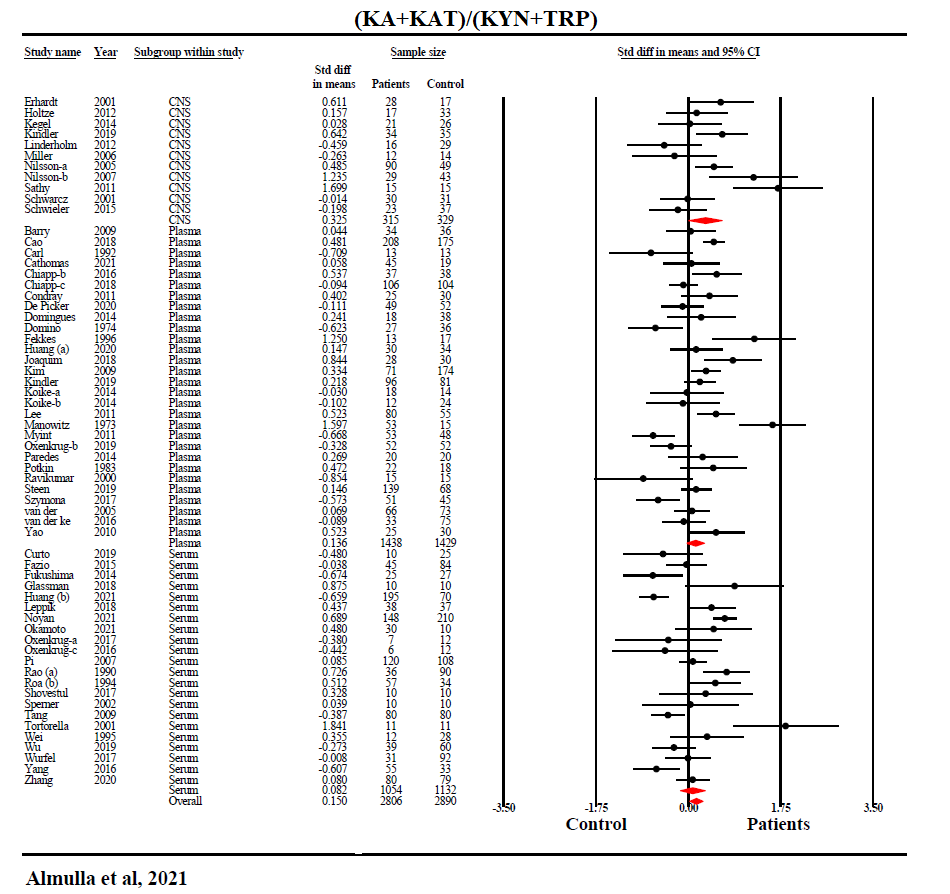 (KA+KAT)/(KYN+TRP)
Study name Year Subgroup within study Sample size Std diff in means and 95% CI
Std diff in means Patients Control
Erhardt 2001 CNS 0.611 28 17
Holtze 2012 CNS 0.157 17 33
Kegel 2014 CNS 0.028 21 26
Kindler 2019 CNS 0.642 34 35
Linderholm 2012 CNS -0.459 16 29
Miller 2006 CNS -0.263 12 14
Nilsson-a 2005 CNS 0.485 90 49
Nilsson-b 2007 CNS 1.235 29 43
Sathy 2011 CNS 1.699 15 15
Schwarcz 2001 CNS -0.014 30 31
Schwieler 2015 CNS -0.198 23 37
CNS 0.325 315 329
Barry 2009 Plasma 0.044 34 36
Cao 2018 Plasma 0.481 208 175
Carl 1992 Plasma -0.709 13 13
Cathomas 2021 Plasma 0.058 45 19
Chiapp-b 2016 Plasma 0.537 37 38
Chiapp-c 2018 Plasma -0.094 106 104
Condray 2011 Plasma 0.402 25 30
De Picker 2020 Plasma -0.111 49 52
Domingues 2014 Plasma 0.241 18 38
Domino 1974 Plasma -0.623 27 36
Fekkes 1996 Plasma 1.250 13 17
Huang (a) 2020 Plasma 0.147 30 34
Joaquim 2018 Plasma 0.844 28 30
Kim 2009 Plasma 0.334 71 174
Kindler 2019 Plasma 0.218 96 81
Koike-a 2014 Plasma -0.030 18 14
Koike-b 2014 Plasma -0.102 12 24
Lee 2011 Plasma 0.523 80 55
Manowitz 1973 Plasma 1.597 53 15
Myint 2011 Plasma -0.668 53 48
Oxenkrug-b 2019 Plasma -0.328 52 52
Paredes 2014 Plasma 0.269 20 20
Potkin 1983 Plasma 0.472 22 18
Ravikumar 2000 Plasma -0.854 15 15
Steen 2019 Plasma 0.146 139 68
Szymona 2017 Plasma -0.573 51 45
van der 2005 Plasma 0.069 66 73
van der ke 2016 Plasma -0.089 33 75
Yao 2010 Plasma 0.523 25 30
Plasma 0.136 1438 1429
Curto 2019 Serum -0.480 10 25
Fazio 2015 Serum -0.038 45 84
Fukushima 2014 Serum -0.674 25 27
Glassman 2018 Serum 0.875 10 10
Huang (b) 2021 Serum -0.659 195 70
Leppik 2018 Serum 0.437 38 37
Noyan 2021 Serum 0.689 148 210
Okamoto 2021 Serum 0.480 30 10
Oxenkrug-a 2017 Serum -0.380 7 12
Oxenkrug-c 2016 Serum -0.442 6 12
Pi 2007 Serum 0.085 120 108
Rao (a) 1990 Serum 0.726 36 90
Roa (b) 1994 Serum 0.512 57 34
Shovestul 2017 Serum 0.328 10 10
Sperner 2002 Serum 0.039 10 10
Tang 2009 Serum -0.387 80 80
Tortorella 2001 Serum 1.841 11 11
Wei 1995 Serum 0.355 12 28
Wu 2019 Serum -0.273 39 60
Wurfel 2017 Serum -0.008 31 92
Yang 2016 Serum -0.607 55 33
Zhang 2020 Serum 0.080 80 79
Serum 0.082 1054 1132
Overall 0.150 2806 2890
-3.50 -1.75 0.00 1.75 3.50
Control Patients
Almulla et al, 2021